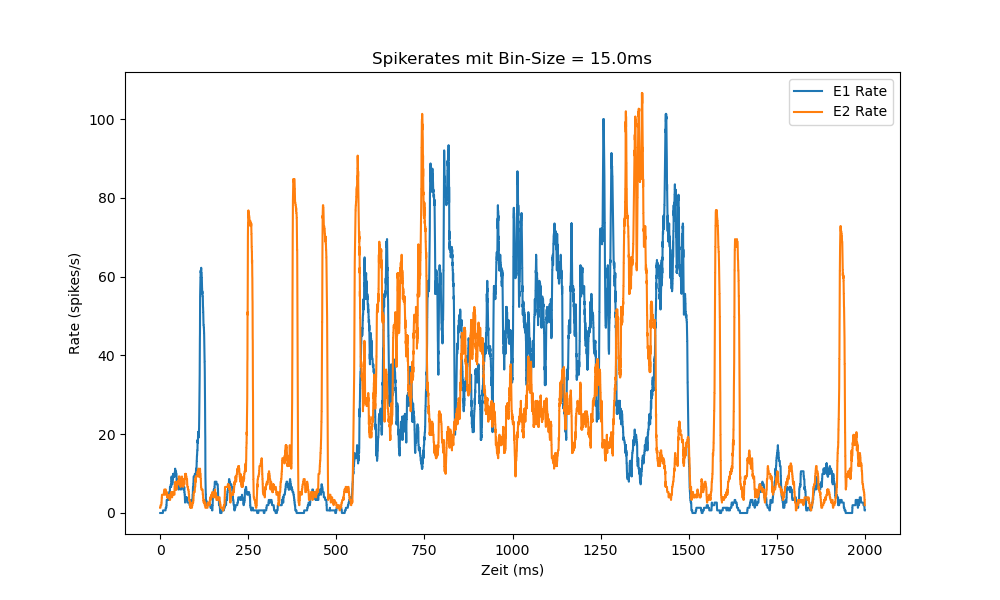 Spikerates mit Bin-Size = 15.0ms
E1 Rate
E2 Rate
100
80
60
40
20
0
Rate (spikes/s)
0 250 500 750 1000 1250 1500 1750 2000
Zeit (ms)